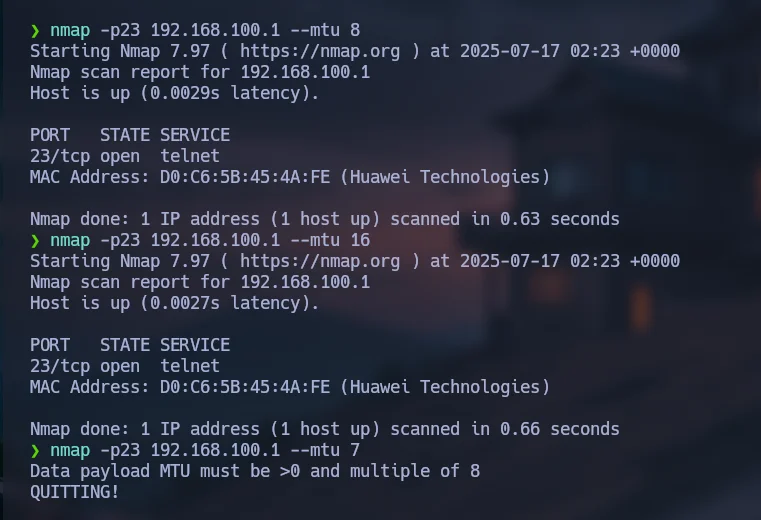 ❯ nmap -p23 192.168.100.1 --mtu 8
Starting Nmap 7.97 ( https://nmap.org ) at 2025-07-17 02:23 +0000
Nmap scan report for 192.168.100.1
Host is up (0.0029s latency).
PORT   STATE SERVICE
23/tcp open  telnet
MAC Address: D0:C6:5B:45:4A:FE (Huawei Technologies)
Nmap done: 1 IP address (1 host up) scanned in 0.63 seconds
❯ nmap -p23 192.168.100.1 --mtu 16
Starting Nmap 7.97 ( https://nmap.org ) at 2025-07-17 02:23 +0000
Nmap scan report for 192.168.100.1
Host is up (0.0027s latency).
PORT   STATE SERVICE
23/tcp open  telnet
MAC Address: D0:C6:5B:45:4A:FE (Huawei Technologies)
Nmap done: 1 IP address (1 host up) scanned in 0.66 seconds
❯ nmap -p23 192.168.100.1 --mtu 7
Data payload MTU must be >0 and multiple of 8
QUITTING!